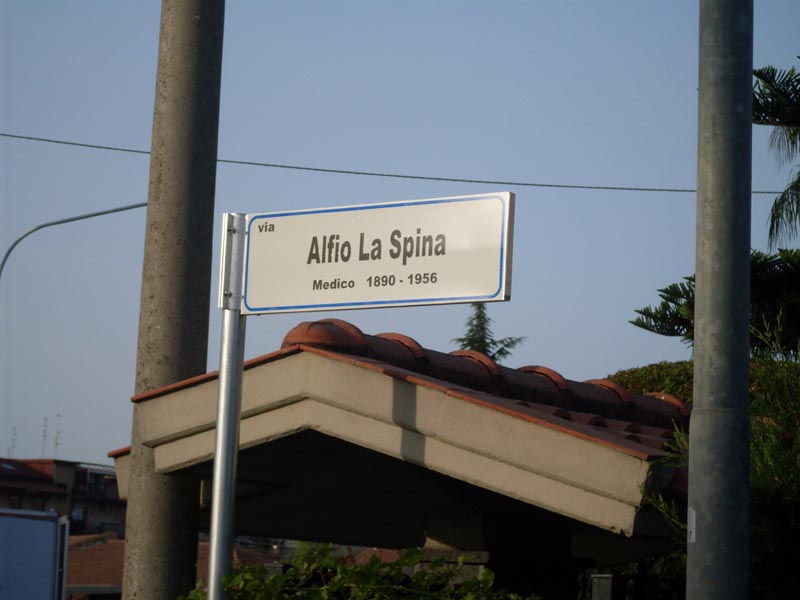 via
Alfio La Spina
Medico 1890 - 1956